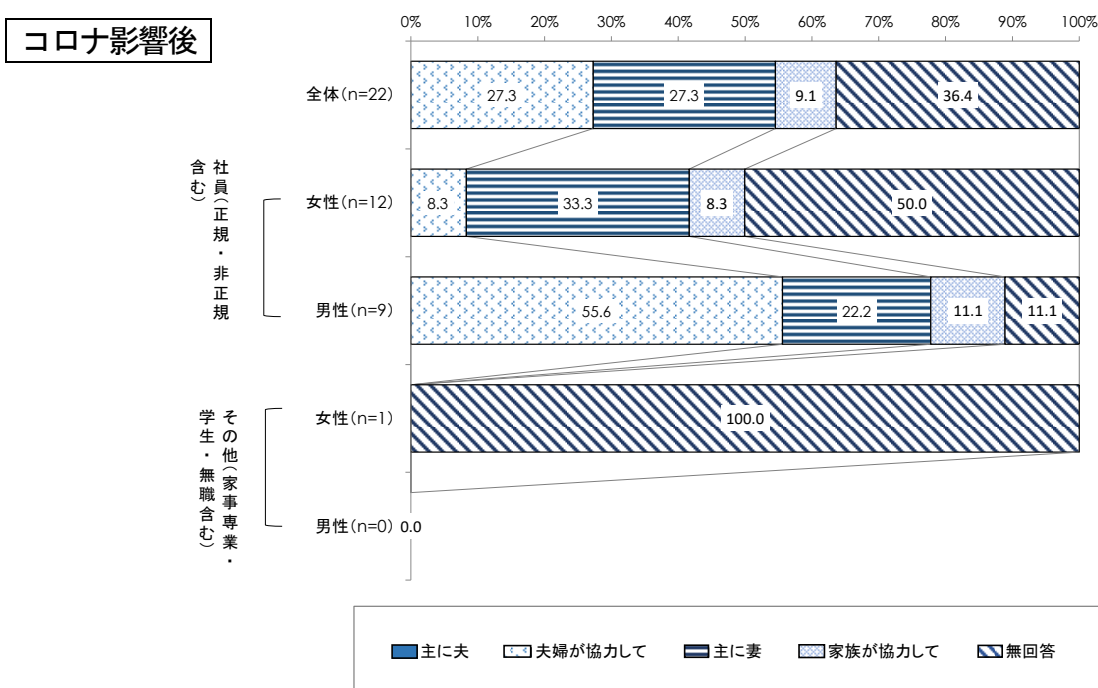 コロナ影響後
0% 10% 20% 30% 40% 50% 60% 70% 80% 90% 100%
全体(n=22) 27.3 27.3 9.1 36.4
社員(正規・非正規
含む)
女性(n=12) 8.3 33.3 8.3 50.0
男性(n=9) 55.6 22.2 11.1 11.1
その他(家事専業・
学生・無職含む)
女性(n=1) 100.0
男性(n=0) 0.0
主に夫 夫婦が協力して 主に妻 家族が協力して 無回答